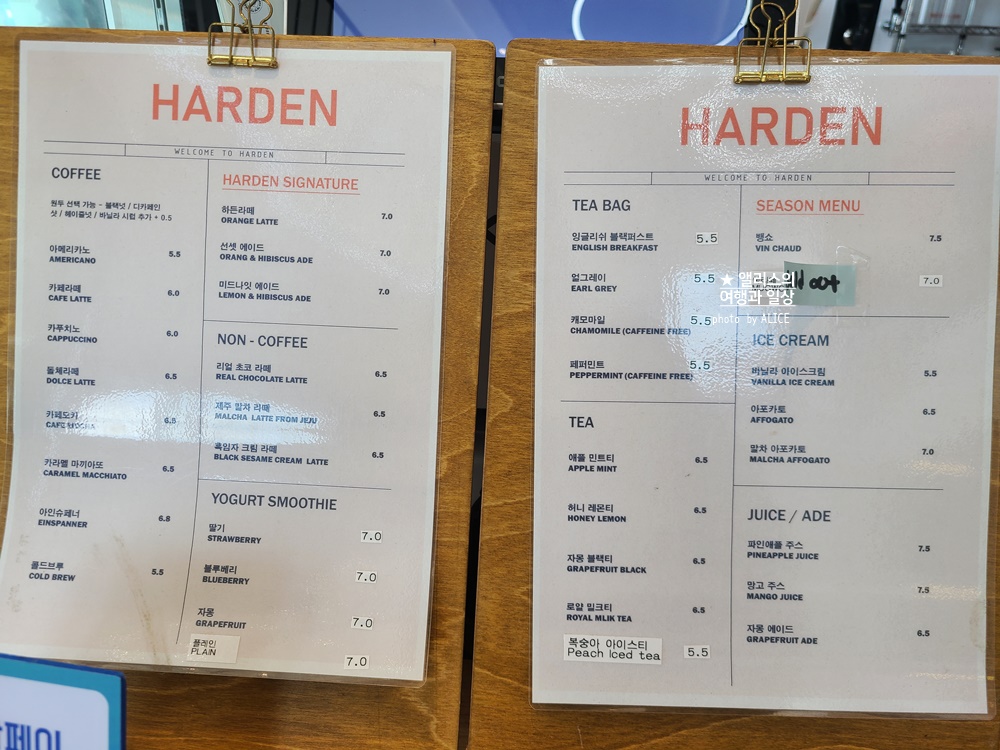 HARDEN
WELCOME TO HARDEN
COFFEE
원두 선택 가능 - 블랙넛 / 디카페인
샷 / 헤이즐넛 / 바닐라 시럽 추가 + 0.5
아메리카노
AMERICANO 5.5
카페라떼
CAFE LATTE 6.0
카푸치노
CAPPUCCINO 6.0
돌체라떼
DOLCE LATTE 6.5
카페모카
CAFE MOCHA 6.5
카라멜 마끼아또
CARAMEL MACCHIATO 6.5
아인슈페너
EINSPANNER 6.8
콜드브루
COLD BREW 5.5
HARDEN SIGNATURE
하든라떼
ORANGE LATTE 7.0
선셋 에이드
ORANG & HIBISCUS ADE 7.0
미드나잇 에이드
LEMON & HIBISCUS ADE 7.0
NON - COFFEE
리얼 초코 라떼
REAL CHOCOLATE LATTE 6.5
제주 말차 라떼
MALCHA LATTE FROM JEJU 6.5
흑임자 크림 라떼
BLACK SESAME CREAM LATTE 6.5
YOGURT SMOOTHIE
딸기
STRAWBERRY 7.0
블루베리
BLUEBERRY 7.0
자몽
GRAPEFRUIT 7.0
플레인
PLAIN 7.0
HARDEN
WELCOME TO HARDEN
TEA BAG
잉글리쉬 블랙퍼스트
ENGLISH BREAKFAST 5.5
얼그레이
EARL GREY 5.5
캐모마일
CHAMOMILE (CAFFEINE FREE) 5.5
페퍼민트
PEPPERMINT (CAFFEINE FREE) 5.5
TEA
애플 민트티
APPLE MINT 6.5
허니 레몬티
HONEY LEMON 6.5
자몽 블랙티
GRAPEFRUIT BLACK 6.5
로얄 밀크티
ROYAL MLIK TEA 6.5
복숭아 아이스티
Peach Iced tea 5.5
SEASON MENU
뱅쇼
VIN CHAUD 7.5
out 7.0
ICE CREAM
바닐라 아이스크림
VANILLA ICE CREAM 5.5
아포카토
AFFOGATO 6.5
말차 아포카토
MALCHA AFFOGATO 7.0
JUICE / ADE
파인애플 주스
PINEAPPLE JUICE 7.5
망고 주스
MANGO JUICE 7.5
자몽 에이드
GRAPEFRUIT ADE 6.5
★ 앨리스의
여행과 일상
photo by ALICE